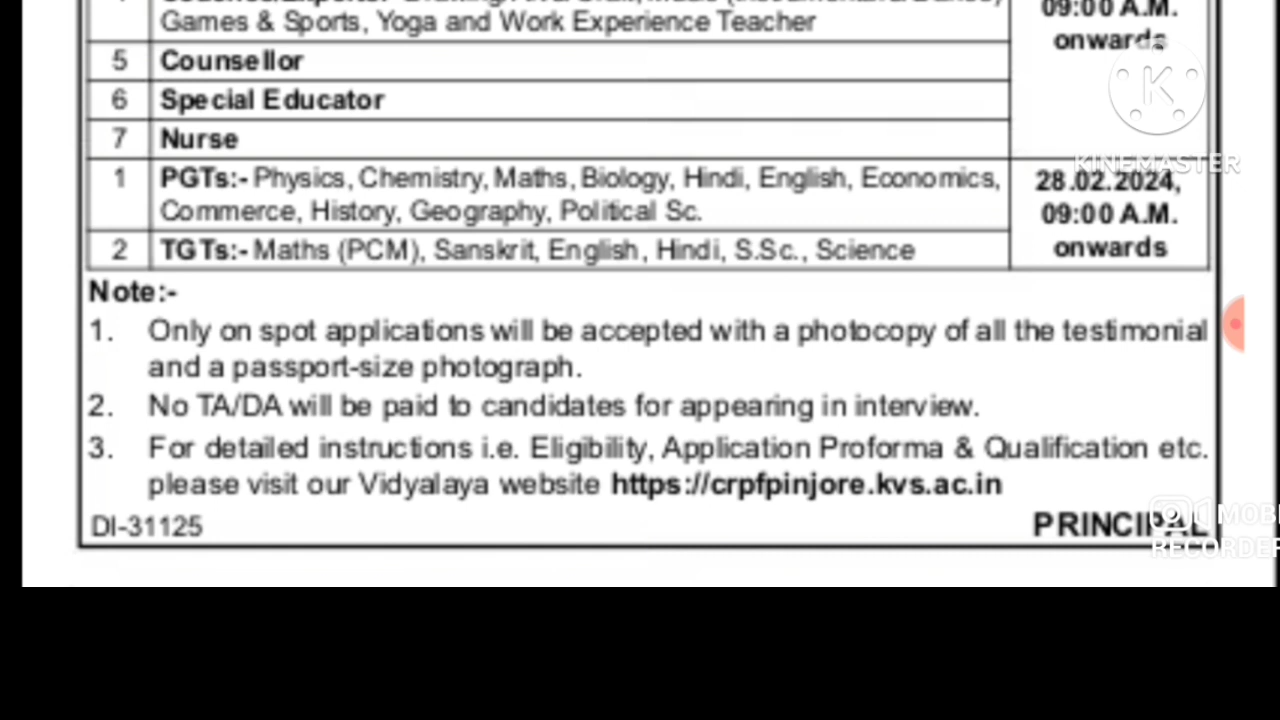 09:00 A.M.
Games & Sports, Yoga and Work Experience Teacher
onwards
5 Counsellor
6 Special Educator
7 Nurse
1 PGTs:- Physics, Chemistry, Maths, Biology, Hindi, English, Economics,
Commerce, History, Geography, Political Sc.
28.02.2024,
09:00 A.M.
onwards
2 TGTs:- Maths (PCM), Sanskrit, English, Hindi, S.Sc., Science
Note:-
1. Only on spot applications will be accepted with a photocopy of all the testimonial
and a passport-size photograph.
2. No TA/DA will be paid to candidates for appearing in interview.
3. For detailed instructions i.e. Eligibility, Application Proforma & Qualification etc.
please visit our Vidyalaya website https://crpfpinjore.kvs.ac.in
DI-31125
PRINCIPAL
K
KINEMASTER
RECORDER